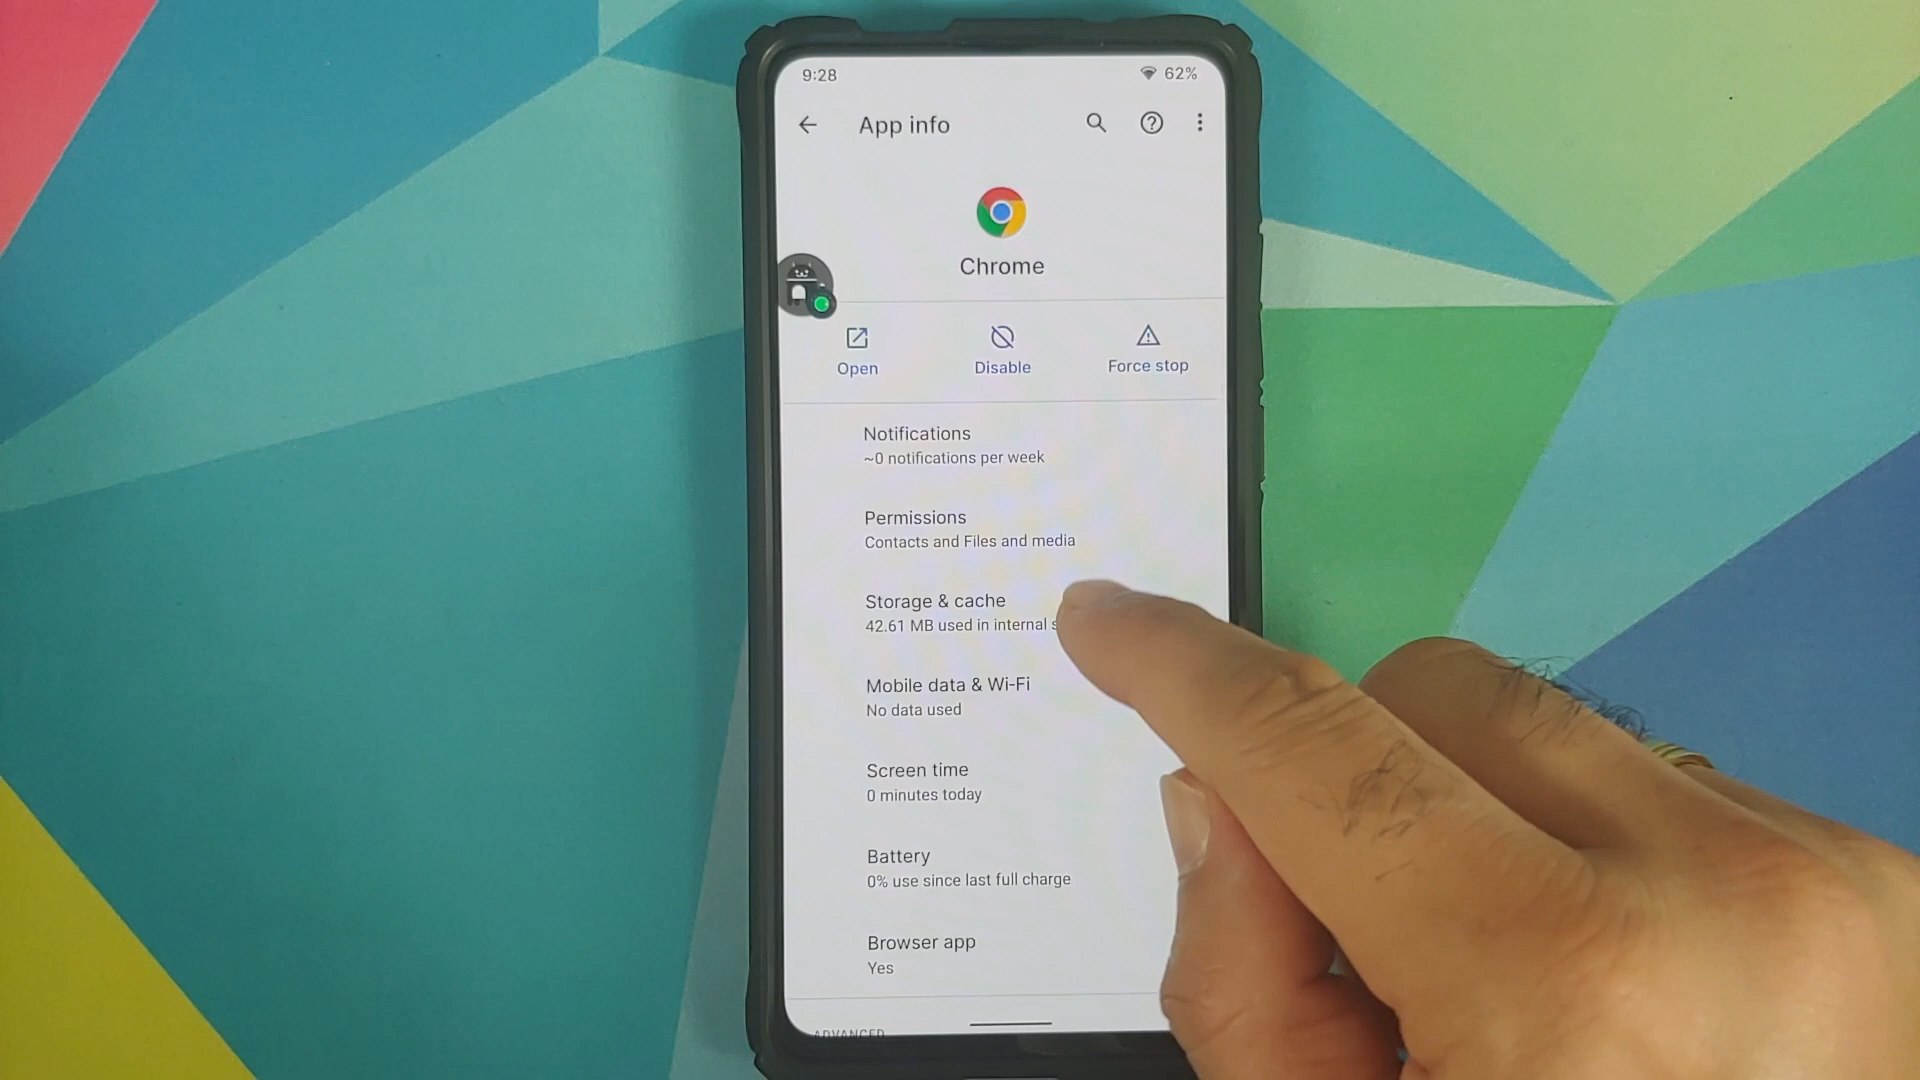 9:28
62%
App info
Chrome
Open
Disable
Force stop
Notifications
~0 notifications per week
Permissions
Contacts and Files and media
Storage & cache
42.61 MB used in internal s
Mobile data & Wi-Fi
No data used
Screen time
0 minutes today
Battery
0% use since last full charge
Browser app
Yes
ADVANCED